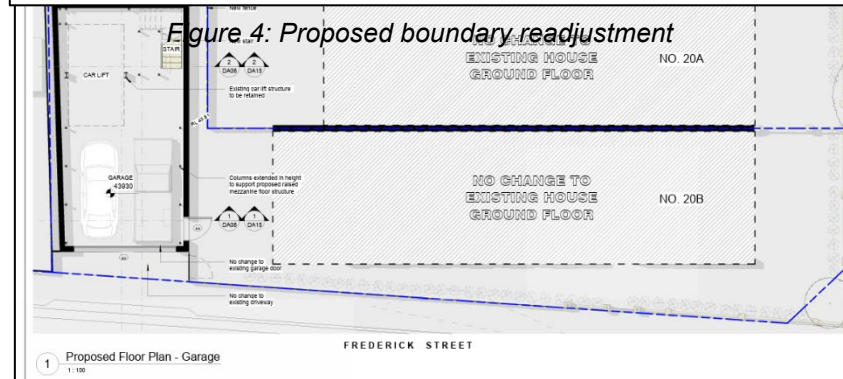 New fence
Figure 4: Proposed boundary readjustment
stair
STAIR
NO CHANGE TO
EXISTING HOUSE
GROUND FLOOR
NO. 20A
2 2
DA08 DA15
CAR LIFT
Existing car lift structure
to be retained
Columns extended in height
to support proposed raised
mezzanine floor structure
GARAGE
43930
NO CHANGE TO
EXISTING HOUSE
GROUND FLOOR
NO. 20B
1 1
DA08 DA15
No change to
existing garage door
No change to
existing driveway
FREDERICK STREET
1 Proposed Floor Plan - Garage
1 : 100